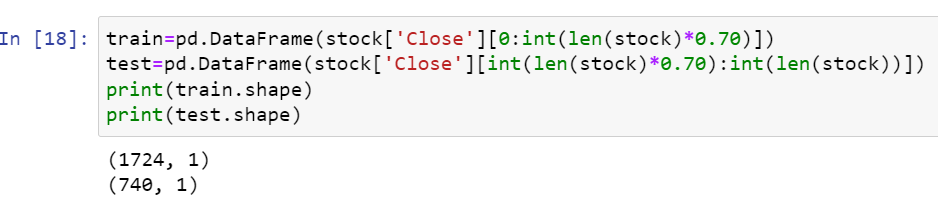 In [18]: train=pd.DataFrame(stock['Close'][0:int(len(stock)*0.70)])
test=pd.DataFrame(stock['Close'][int(len(stock)*0.70):int(len(stock))])
print(train.shape)
print(test.shape)
(1724, 1)
(740, 1)